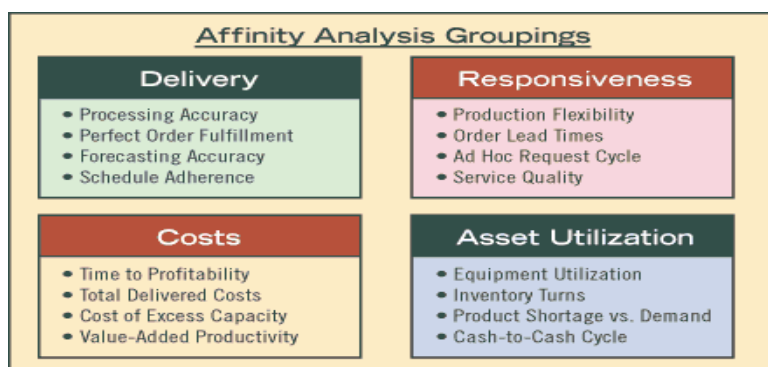 Affinity Analysis Groupings
Delivery
• Processing Accuracy
• Perfect Order Fulfillment
• Forecasting Accuracy
• Schedule Adherence
Responsiveness
• Production Flexibility
• Order Lead Times
• Ad Hoc Request Cycle
• Service Quality
Costs
• Time to Profitability
• Total Delivered Costs
• Cost of Excess Capacity
• Value-Added Productivity
Asset Utilization
• Equipment Utilization
• Inventory Turns
• Product Shortage vs. Demand
• Cash-to-Cash Cycle